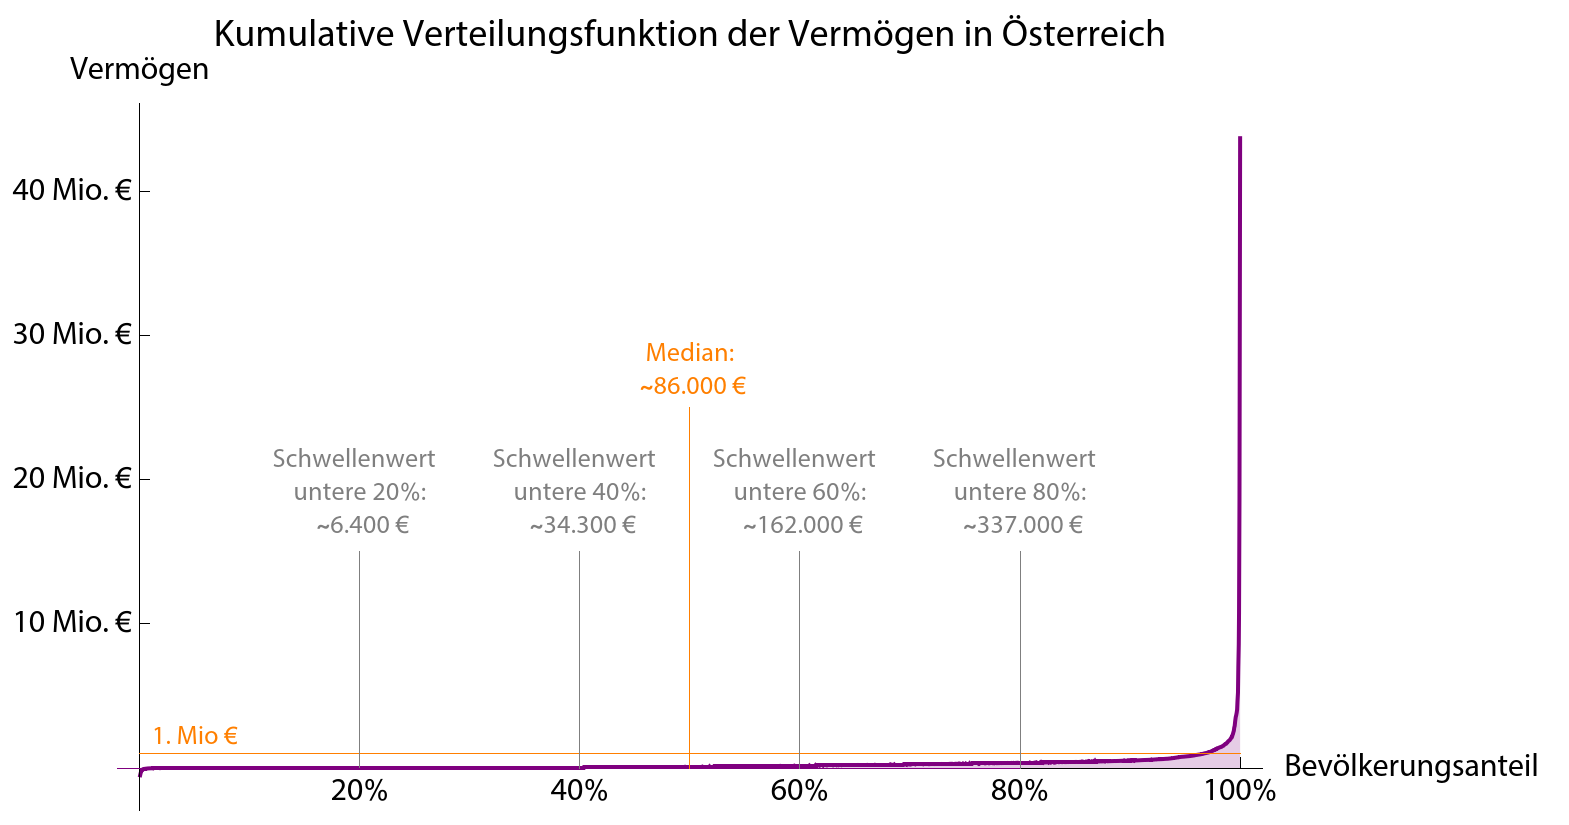 Kumulative Verteilungsfunktion der Vermögen in Österreich
Vermögen
40 Mio. €
30 Mio. €
20 Mio. €
10 Mio. €
1. Mio €
Median:
~86.000 €
Schwellenwert
untere 20%:
~6.400 €
Schwellenwert
untere 40%:
~34.300 €
Schwellenwert
untere 60%:
~162.000 €
Schwellenwert
untere 80%:
~337.000 €
20%
40%
60%
80%
100%
Bevölkerungsanteil